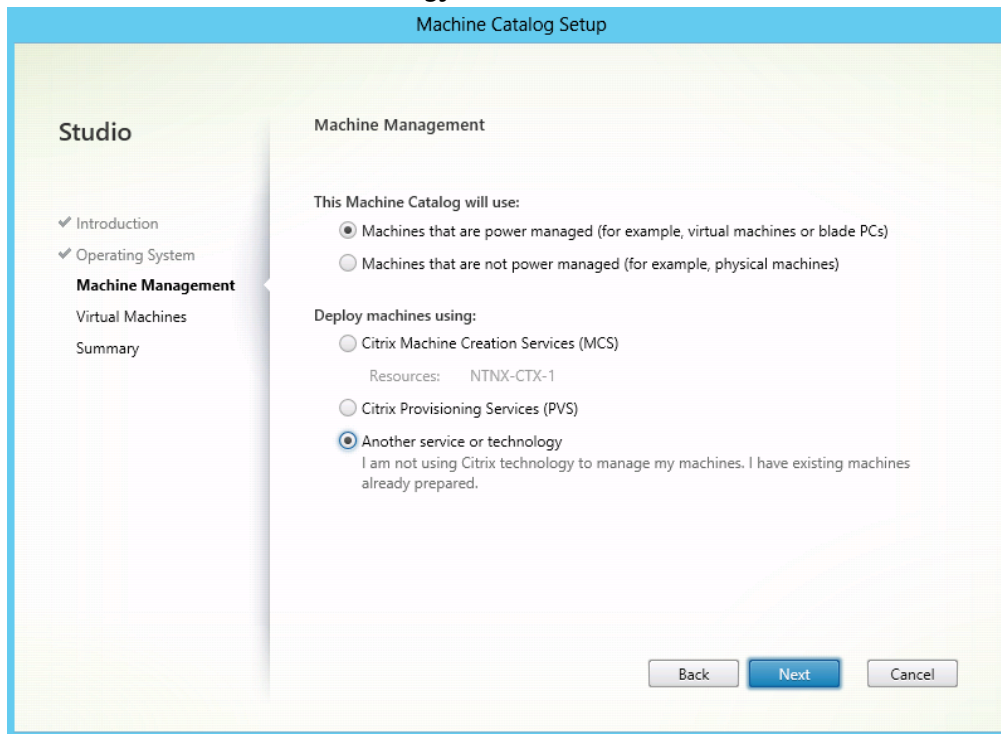 Machine Catalog Setup
Studio
✔ Introduction
✔ Operating System
Machine Management
Virtual Machines
Summary
Machine Management
This Machine Catalog will use:
Machines that are power managed (for example, virtual machines or blade PCs)
Machines that are not power managed (for example, physical machines)
Deploy machines using:
Citrix Machine Creation Services (MCS)
Resources: NTNX-CTX-1
Citrix Provisioning Services (PVS)
Another service or technology
I am not using Citrix technology to manage my machines. I have existing machines
already prepared.
Back Next Cancel